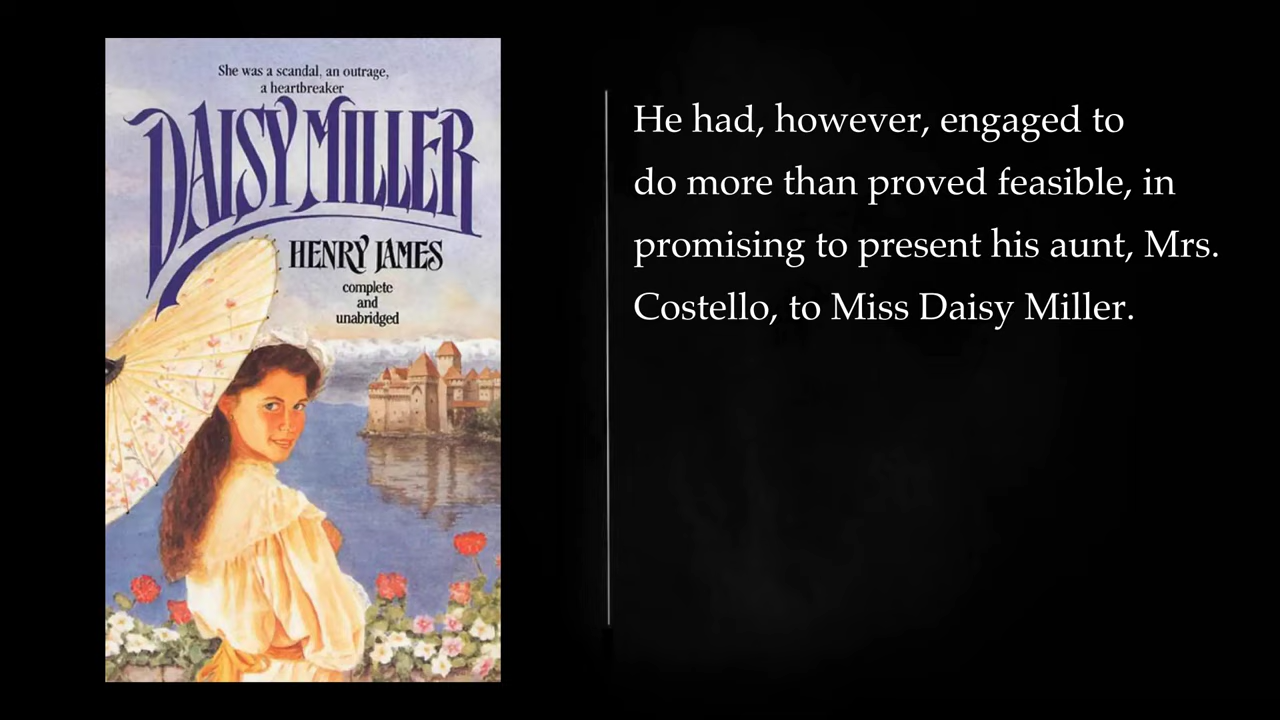 She was a scandal, an outrage,
a heartbreaker
DAISY MILLER
HENRY JAMES
complete
and
unabridged
He had, however, engaged to
do more than proved feasible, in
promising to present his aunt, Mrs.
Costello, to Miss Daisy Miller.